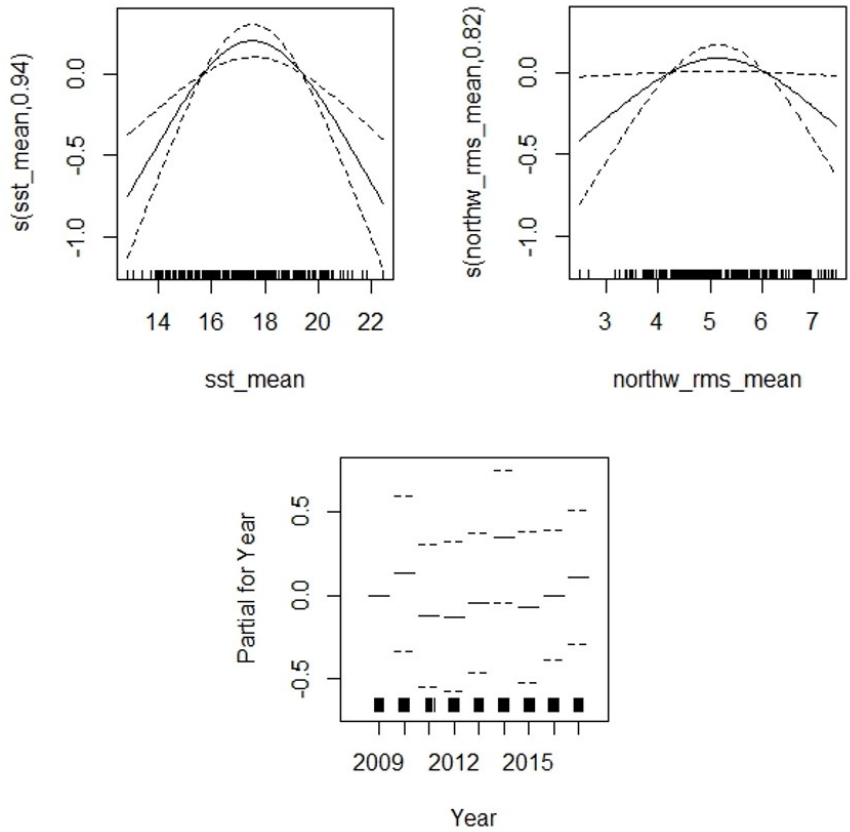 s(sst_mean,0.94)
0.0
-0.5
-1.0
14 16 18 20 22
sst_mean
s(northw_rms_mean,0.82)
0.0
-0.5
-1.0
3 4 5 6 7
northw_rms_mean
Partial for Year
0.5
0.0
-0.5
2009 2012 2015
Year